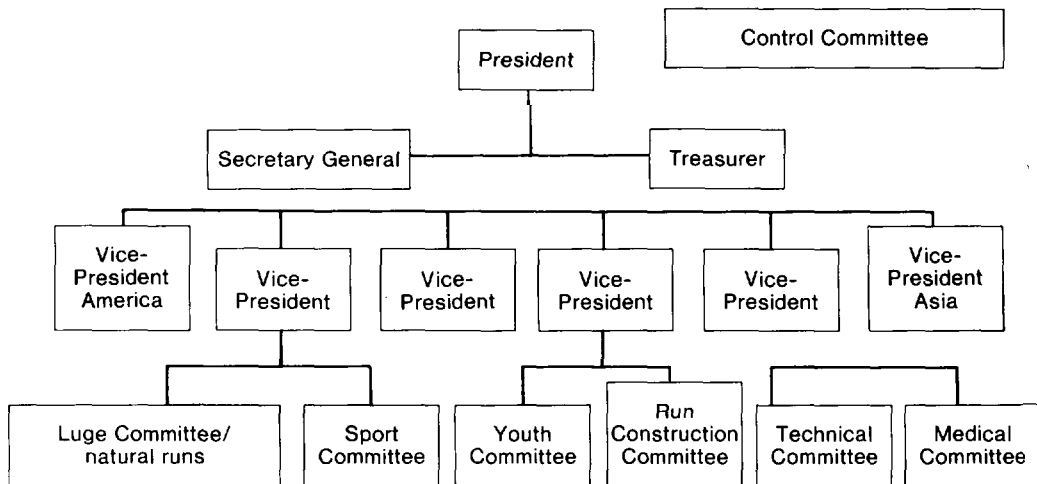 President
Control Committee
Secretary General
Treasurer
Vice-
President
America
Vice-
President
Vice-
President
Vice-
President
Vice-
President
Vice-
President
Asia
Luge Committee/
natural runs
Sport
Committee
Youth
Committee
Run
Construction
Committee
Technical
Committee
Medical
Committee